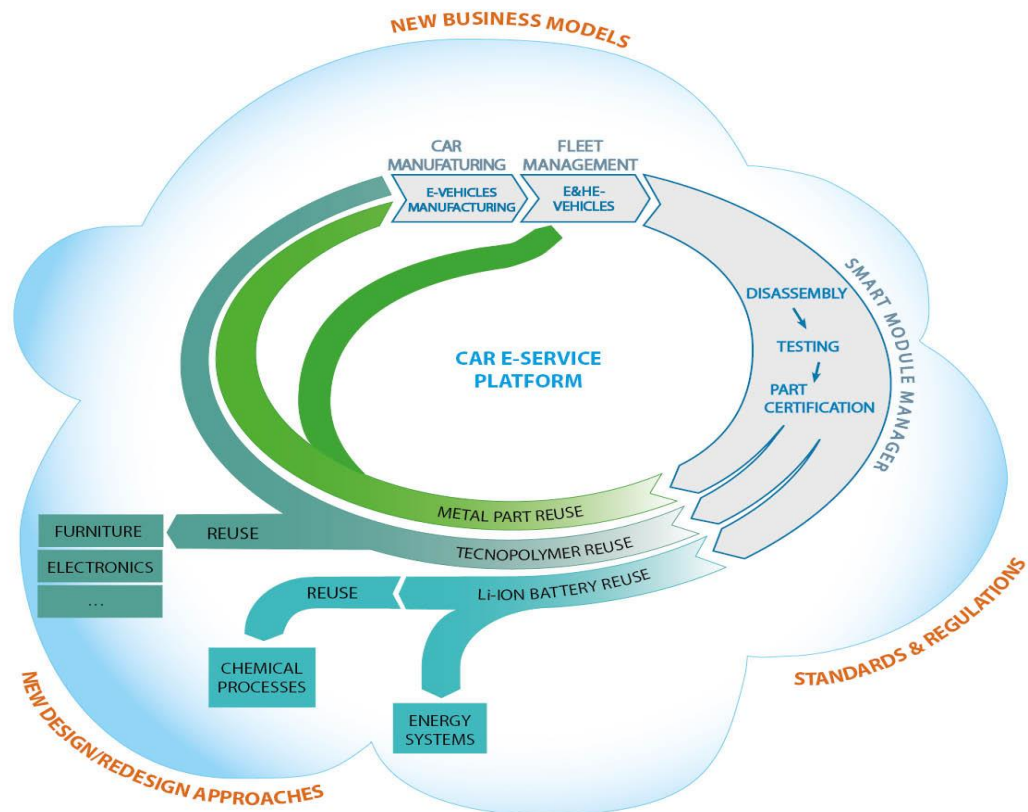 NEW BUSINESS MODELS
CAR
MANUFATURING
FLEET
MANAGEMENT
E-VEHICLES
MANUFACTURING
E&HE-
VEHICLES
SMART MODULE MANAGER
DISASSEMBLY
TESTING
PART
CERTIFICATION
CAR E-SERVICE
PLATFORM
METAL PART REUSE
TECNOPOLYMER REUSE
Li-ION BATTERY REUSE
FURNITURE
REUSE
ELECTRONICS
...
REUSE
CHEMICAL
PROCESSES
ENERGY
SYSTEMS
STANDARDS & REGULATIONS
NEW DESIGN/REDESIGN APPROACHES